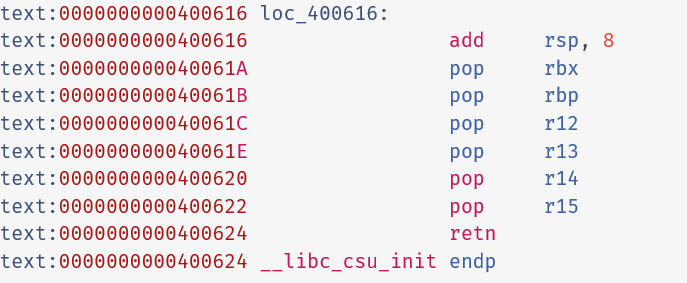 text:0000000000400616 loc_400616:
text:0000000000400616 add rsp, 8
text:000000000040061A pop rbx
text:000000000040061B pop rbp
text:000000000040061C pop r12
text:000000000040061E pop r13
text:0000000000400620 pop r14
text:0000000000400622 pop r15
text:0000000000400624 retn
text:0000000000400624 __libc_csu_init endp